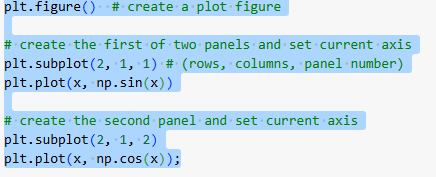 plt.figure()  # create a plot figure
# create the first of two panels and set current axis
plt.subplot(2, 1, 1) # (rows, columns, panel number)
plt.plot(x, np.sin(x))
# create the second panel and set current axis
plt.subplot(2, 1, 2)
plt.plot(x, np.cos(x));